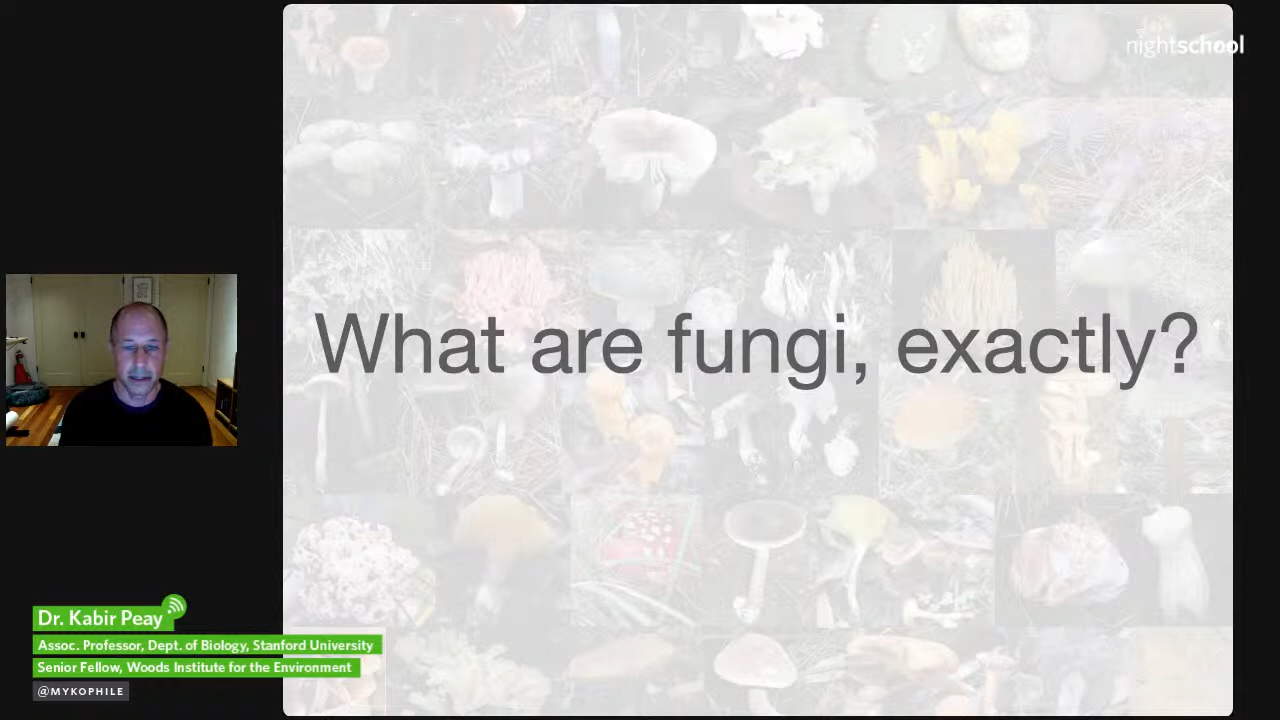 nightschool
What are fungi, exactly?
Dr. Kabir Peay
Assoc. Professor, Dept. of Biology, Stanford University
Senior Fellow, Woods Institute for the Environment
@MYKOPHILE